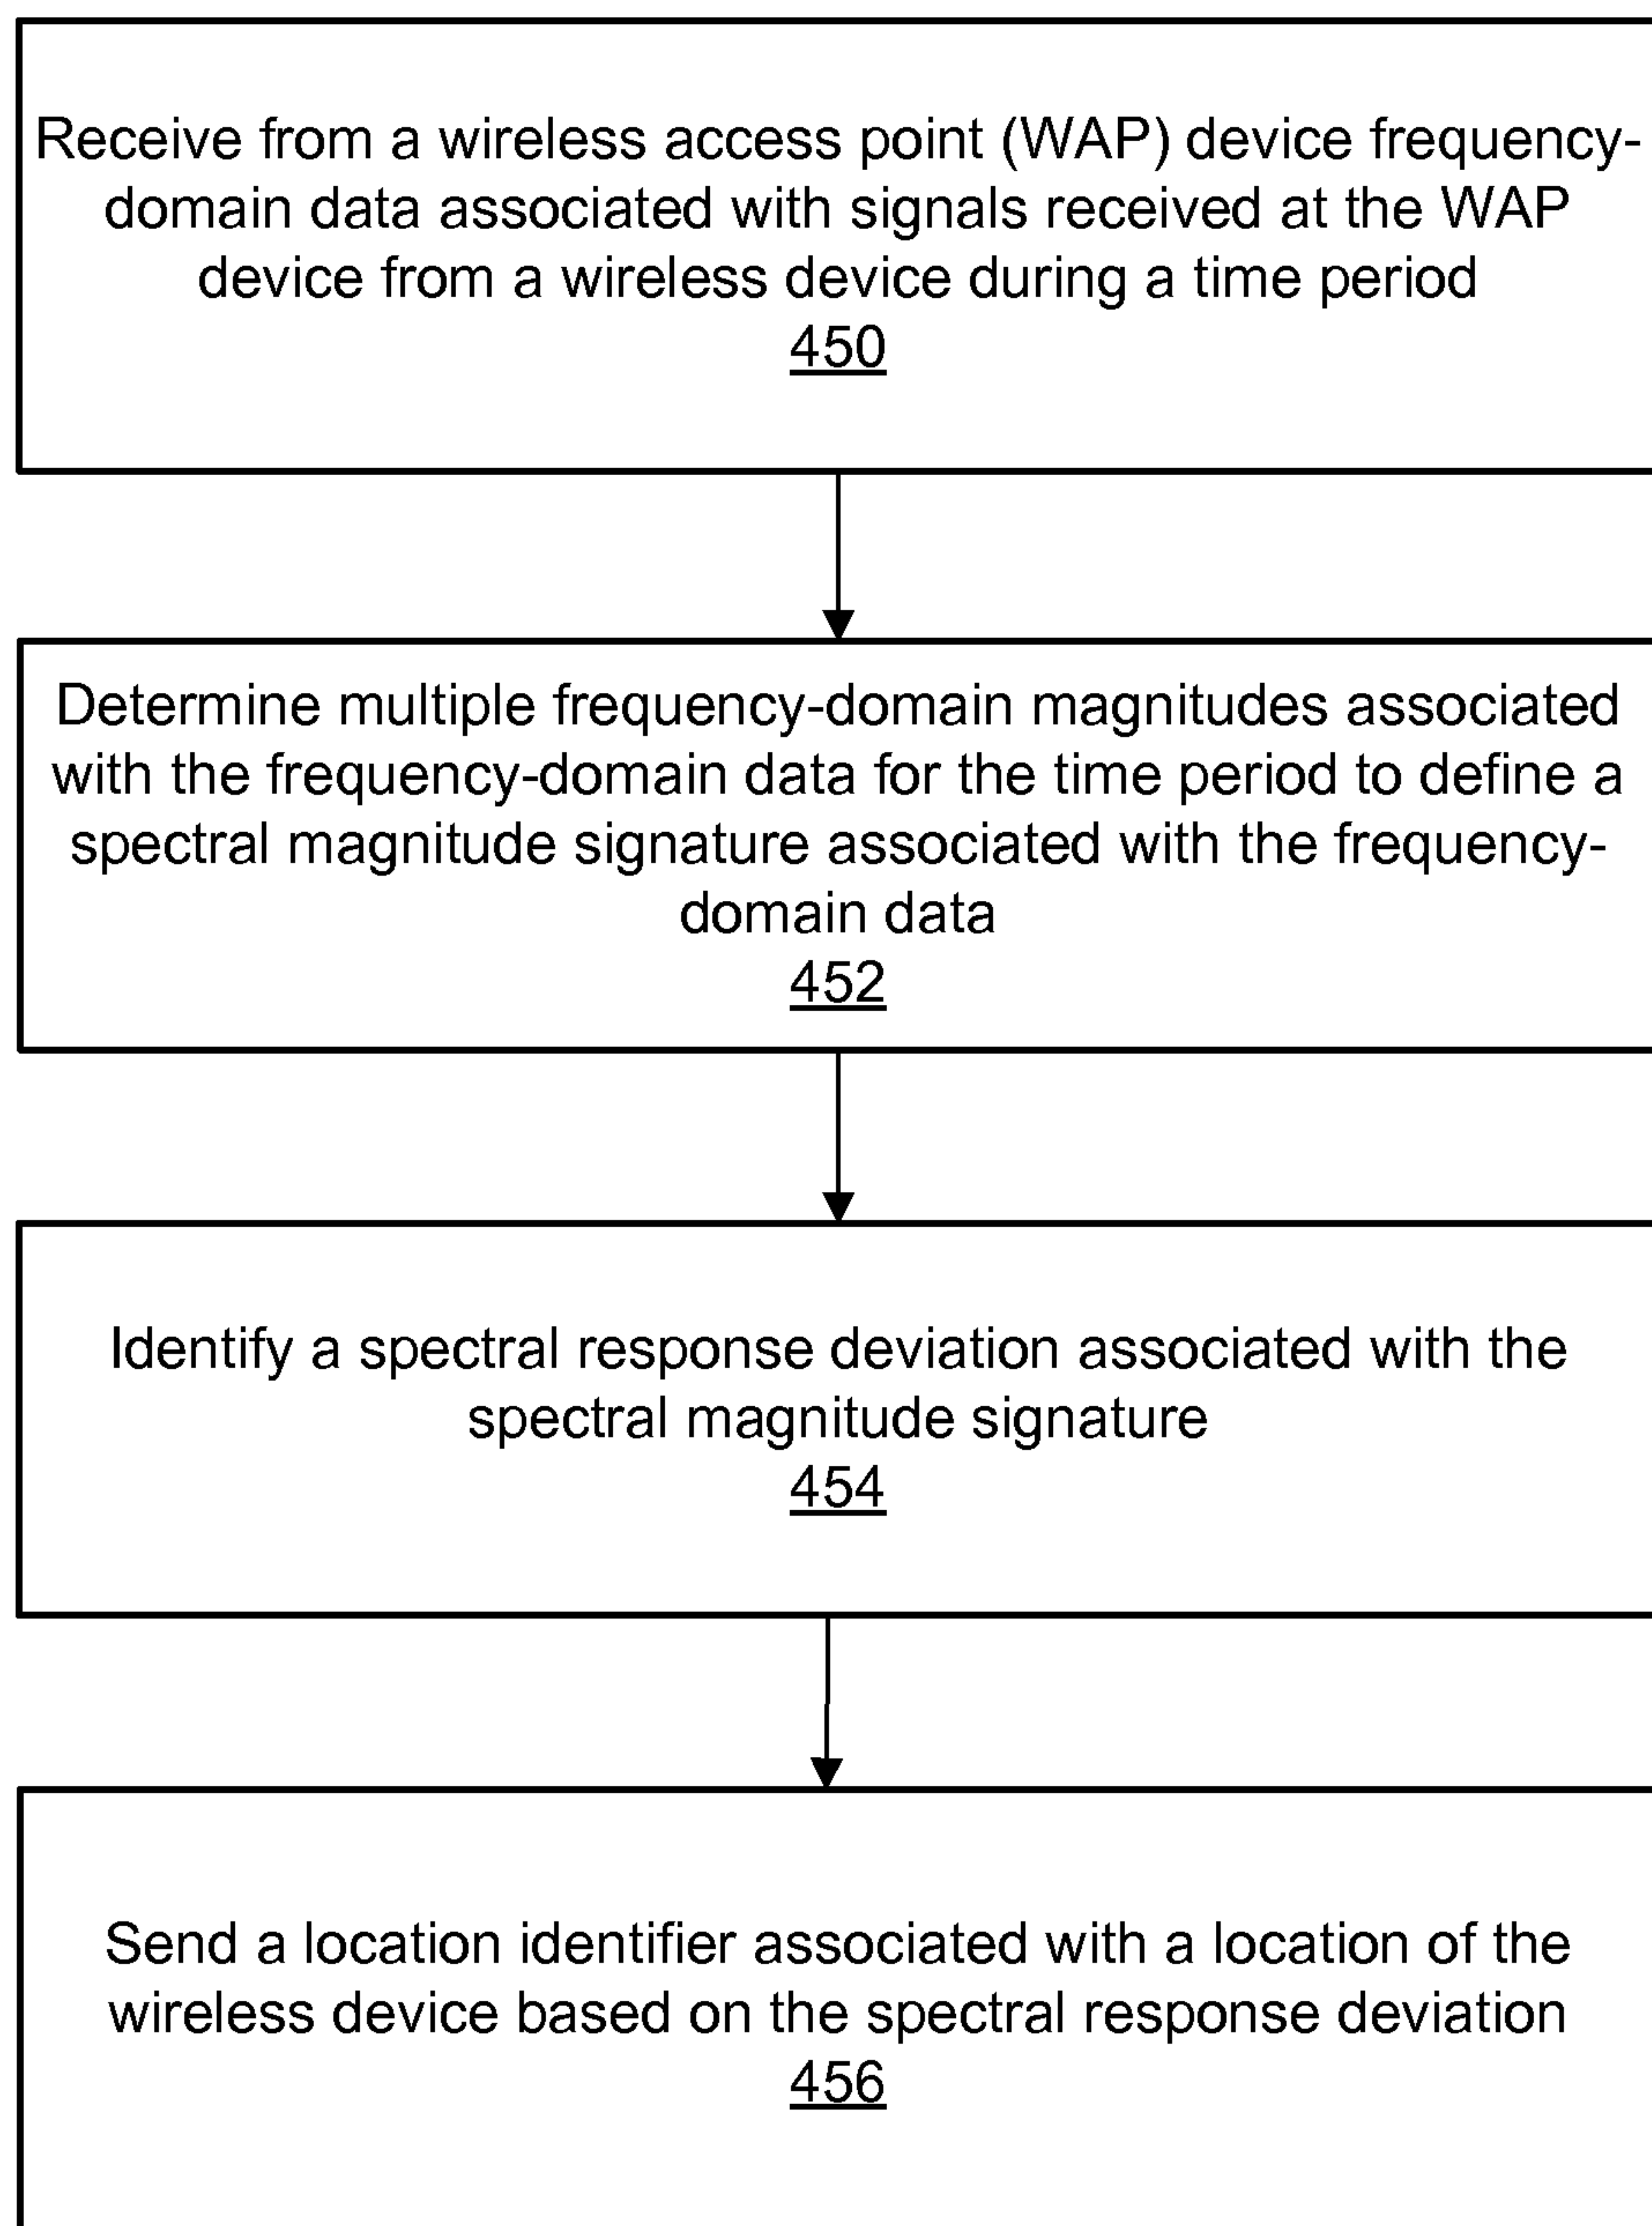 Receive from a wireless access point (WAP) device frequency-
domain data associated with signals received at the WAP
device from a wireless device during a time period
450
Determine multiple frequency-domain magnitudes associated
with the frequency-domain data for the time period to define a
spectral magnitude signature associated with the frequency-
domain data
452
Identify a spectral response deviation associated with the
spectral magnitude signature
454
Send a location identifier associated with a location of the
wireless device based on the spectral response deviation
456